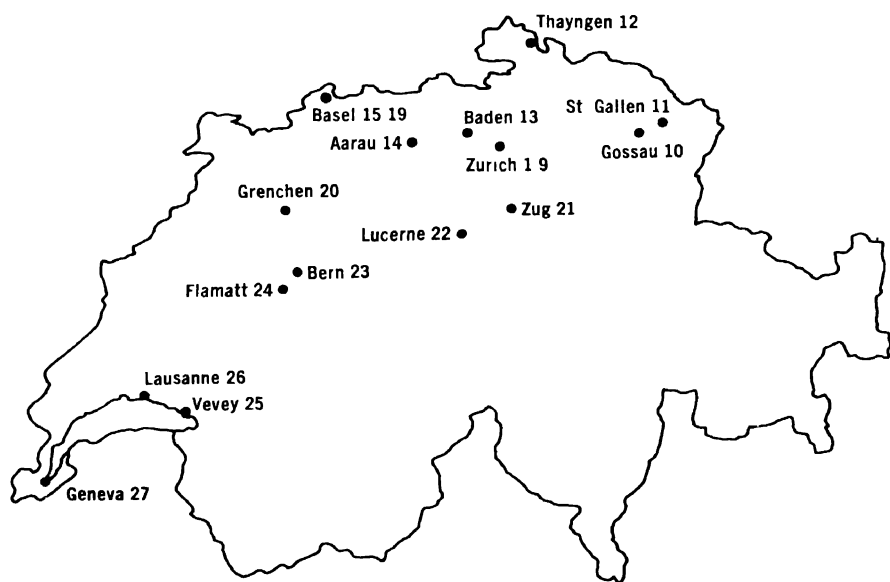 Thayngen 12
Basel 15 19
Baden 13
St Gallen 11
Aarau 14
Zurich 1 9
Gossau 10
Grenchen 20
Zug 21
Lucerne 22
Bern 23
Flamatt 24
Lausanne 26
Vevey 25
Geneva 27